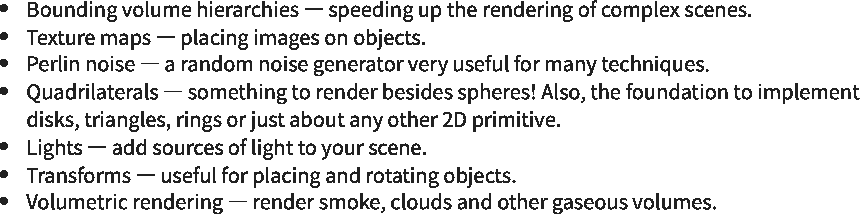 • Bounding volume hierarchies — speeding up the rendering of complex scenes.
• Texture maps — placing images on objects.
• Perlin noise — a random noise generator very useful for many techniques.
• Quadrilaterals — something to render besides spheres! Also, the foundation to implement
disks, triangles, rings or just about any other 2D primitive.
• Lights — add sources of light to your scene.
• Transforms — useful for placing and rotating objects.
• Volumetric rendering — render smoke, clouds and other gaseous volumes.